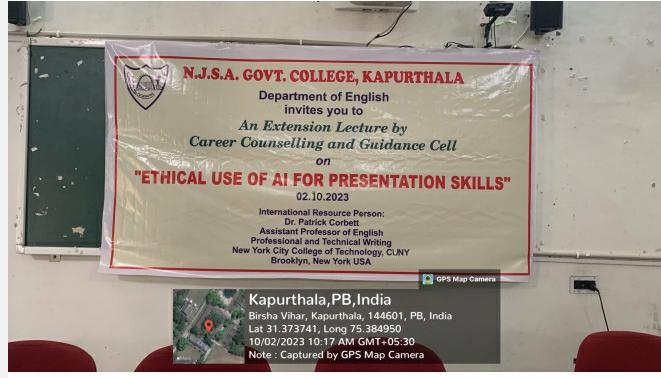 N.J.S.A. GOVT. COLLEGE, KAPURTHALA
Department of English
invites you to
An Extension Lecture by
Career Counselling and Guidance Cell
on
"ETHICAL USE OF AI FOR PRESENTATION SKILLS"
02.10.2023
International Resource Person:
Dr. Patrick Corbett
Assistant Professor of English
Professional and Technical Writing
New York City College of Technology, CUNY
Brooklyn, New York USA
GPS Map Camera
Kapurthala,PB,India
Birsha Vihar, Kapurthala, 144601, PB, India
Lat 31.373741, Long 75.384950
10/02/2023 10:17 AM GMT+05:30
Note : Captured by GPS Map Camera